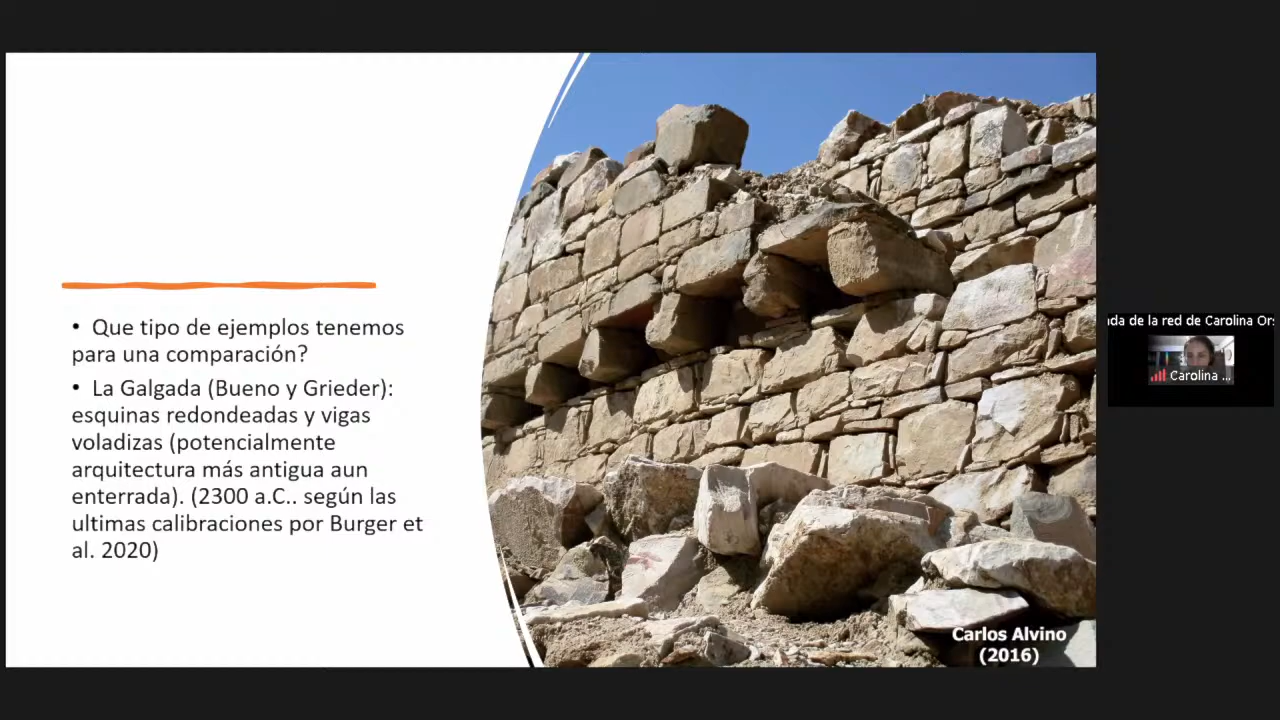 • Que tipo de ejemplos tenemos
para una comparación?
• La Galgada (Bueno y Grieder):
esquinas redondeadas y vigas
voladizas (potencialmente
arquitectura más antigua aun
enterrada). (2300 a.C.. según las
ultimas calibraciones por Burger et
al. 2020)
Carlos Alvino
(2016)
de la red de Carolina
Carolina ...